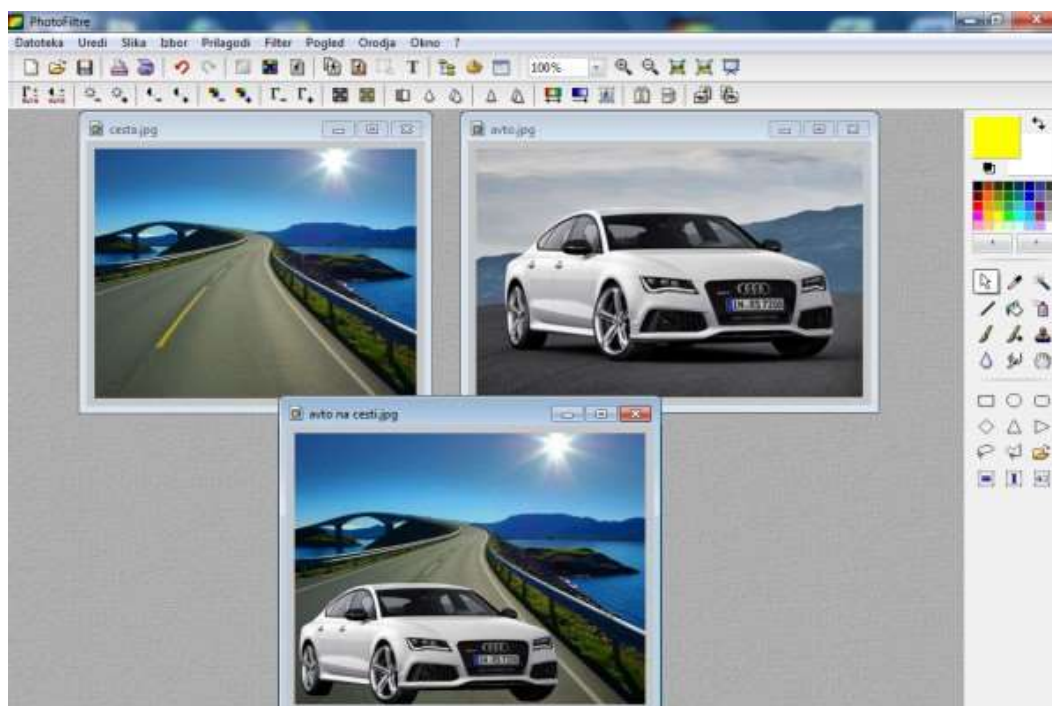 PhotoFiltre
Datoteka Uredi Slika Izbor Prilagodi Filter Pogled Orodja Okno ?
100%
cesta.jpg
avto.jpg
avto na cesti.jpg